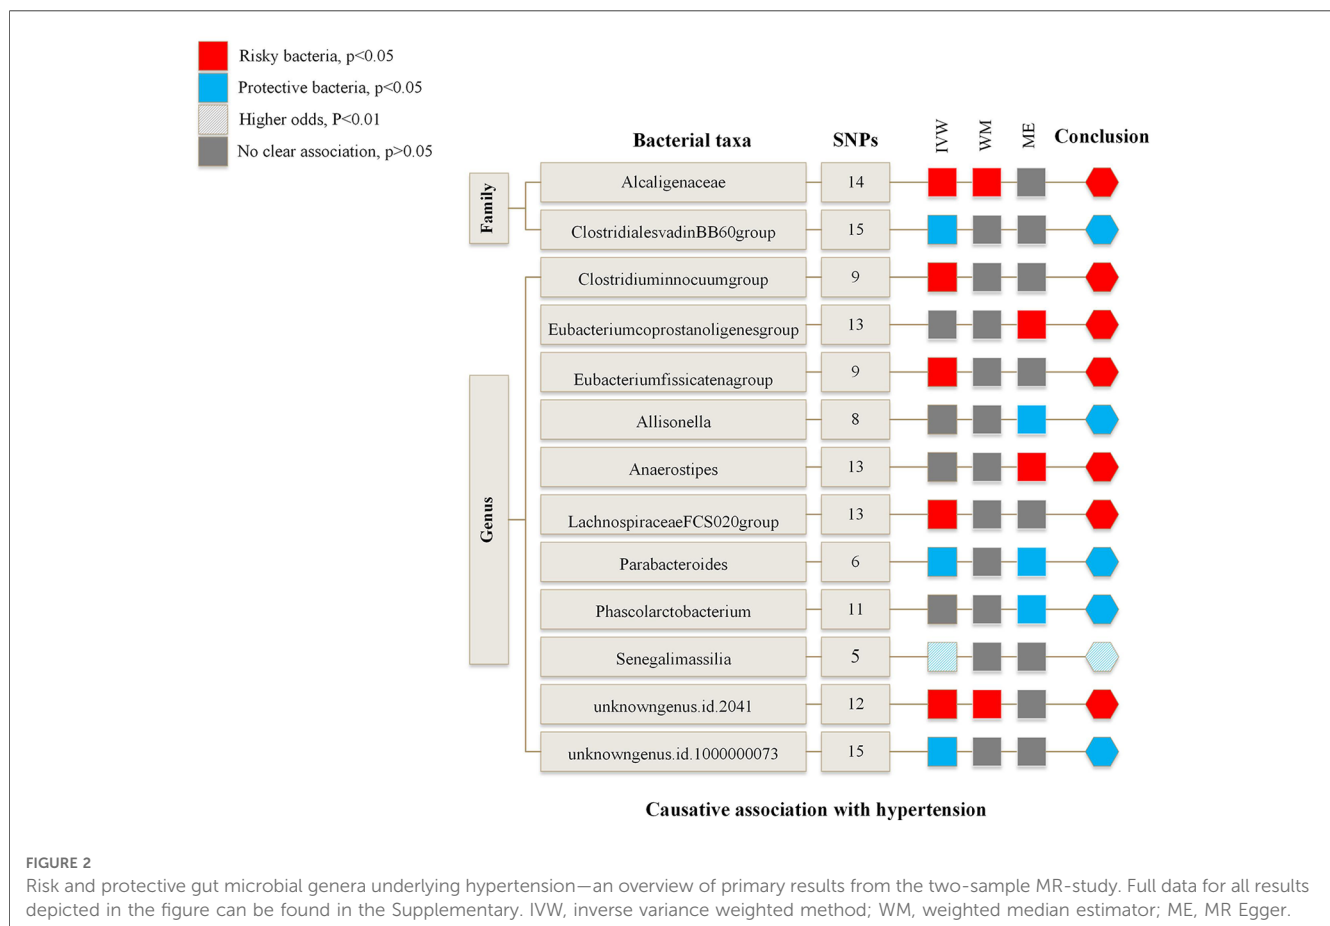 Risky bacteria, p<0.05
Protective bacteria, p<0.05
Higher odds, P<0.01
No clear association, p>0.05
Bacterial taxa SNPs IVW WM ME Conclusion
Family
Alcaligenaceae 14
ClostridialesvadinBB60group 15
Genus
Clostridiuminnocuumgroup 9
Eubacteriumcoprostanoligenesgroup 13
Eubacteriumfissicatenagroup 9
Allisonella 8
Anaerostipes 13
LachnospiraceaeFCS020group 13
Parabacteroides 6
Phascolarctobacterium 11
Senegalimassilia 5
unknowngenus.id.2041 12
unknowngenus.id.1000000073 15
Causative association with hypertension
FIGURE 2
Risk and protective gut microbial genera underlying hypertension—an overview of primary results from the two-sample MR-study. Full data for all results
depicted in the figure can be found in the Supplementary. IVW, inverse variance weighted method; WM, weighted median estimator; ME, MR Egger.